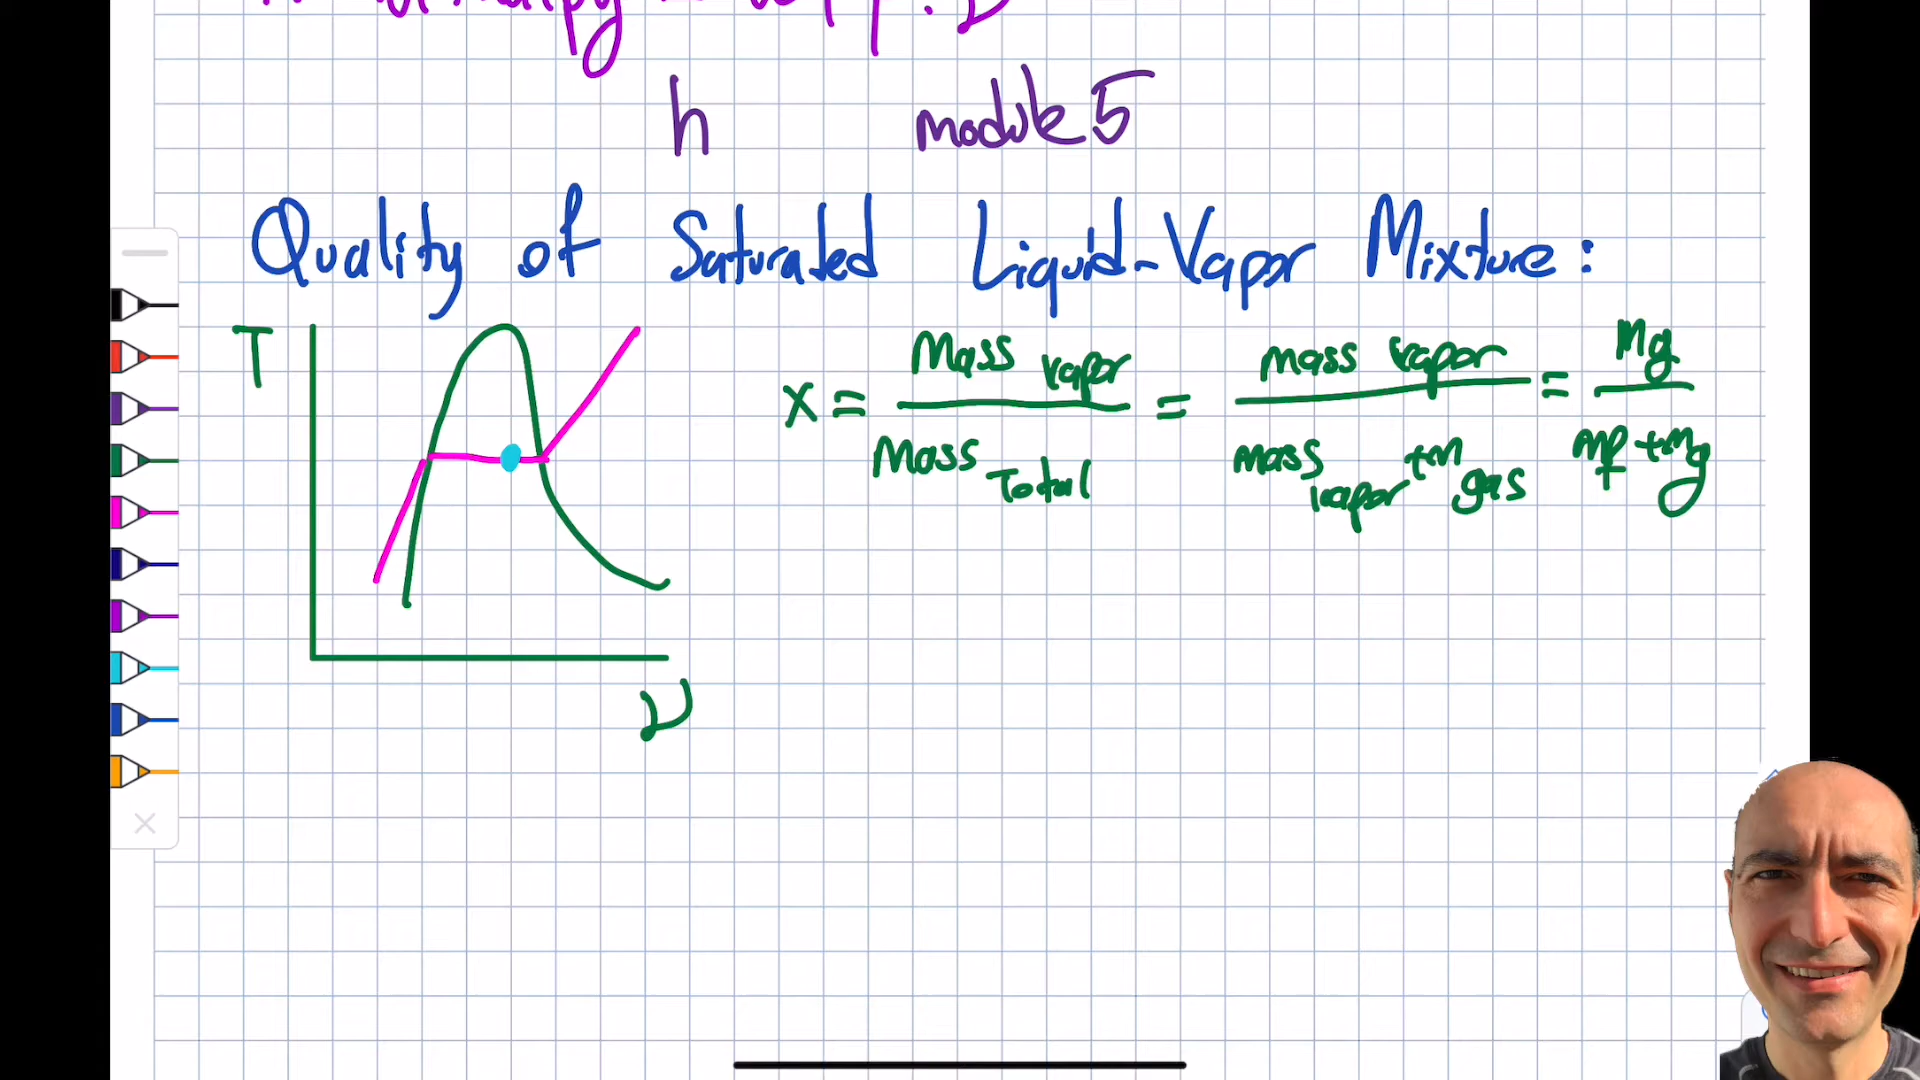 h module 5
Quality of Saturated Liquid-Vapor Mixture:
T
x = Mass vapor / Mass Total = mass vapor / mass vapor + m gas = mg / mf + mg
ν